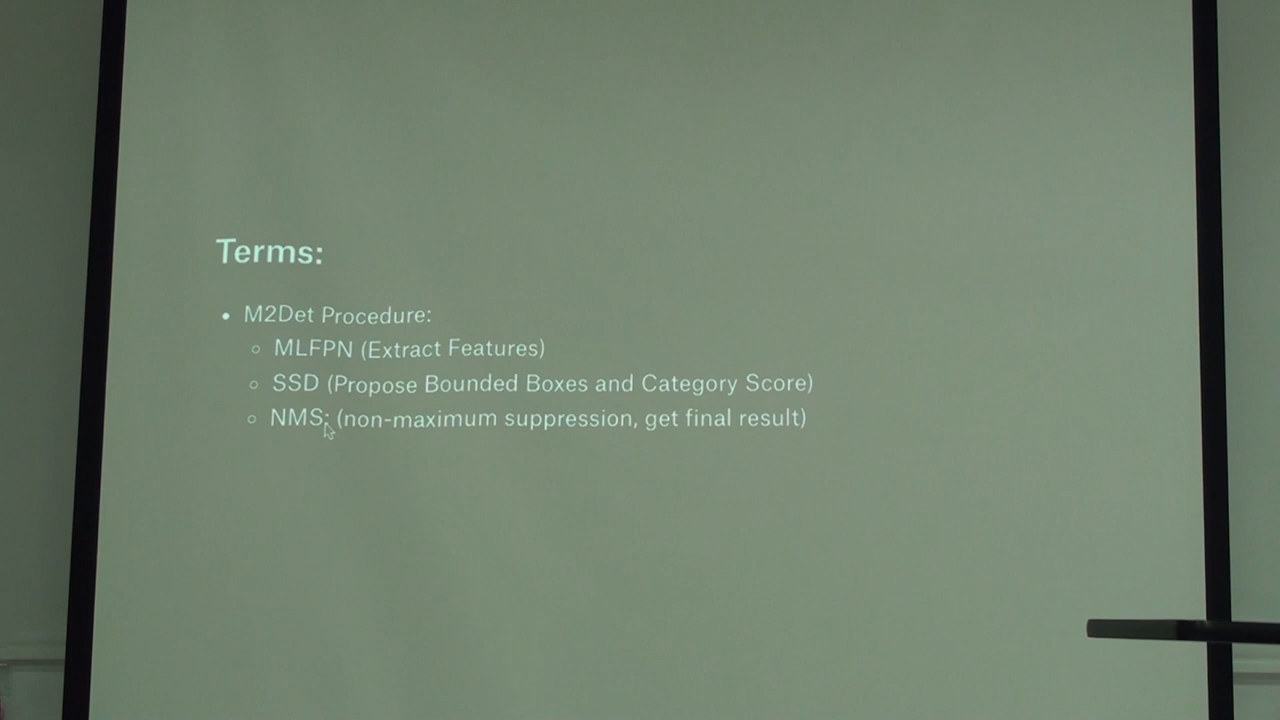 Terms:
• M2Det Procedure:
○ MLFPN (Extract Features)
○ SSD (Propose Bounded Boxes and Category Score)
○ NMS: (non-maximum suppression, get final result)